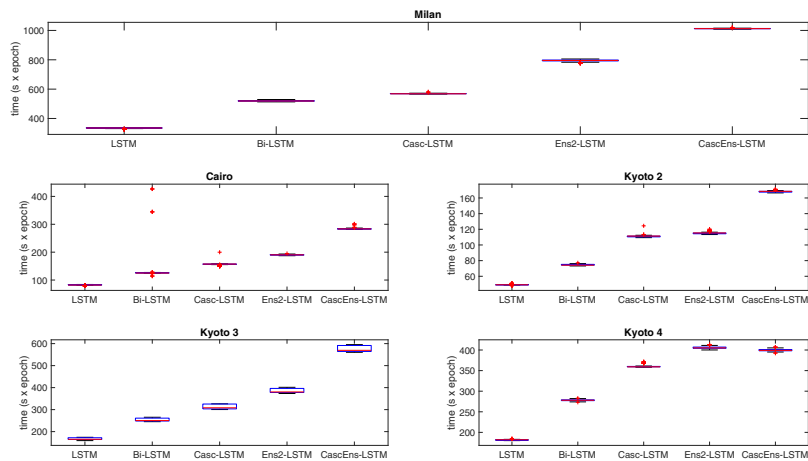 Milan
time (s x epoch)
1000
800
600
400
LSTM Bi-LSTM Casc-LSTM Ens2-LSTM CascEns-LSTM
Cairo
time (s x epoch)
400
300
200
100
LSTM Bi-LSTM Casc-LSTM Ens2-LSTM CascEns-LSTM
Kyoto 2
time (s x epoch)
160
140
120
100
80
60
LSTM Bi-LSTM Casc-LSTM Ens2-LSTM CascEns-LSTM
Kyoto 3
time (s x epoch)
600
500
400
300
200
LSTM Bi-LSTM Casc-LSTM Ens2-LSTM CascEns-LSTM
Kyoto 4
time (s x epoch)
400
350
300
250
200
LSTM Bi-LSTM Casc-LSTM Ens2-LSTM CascEns-LSTM